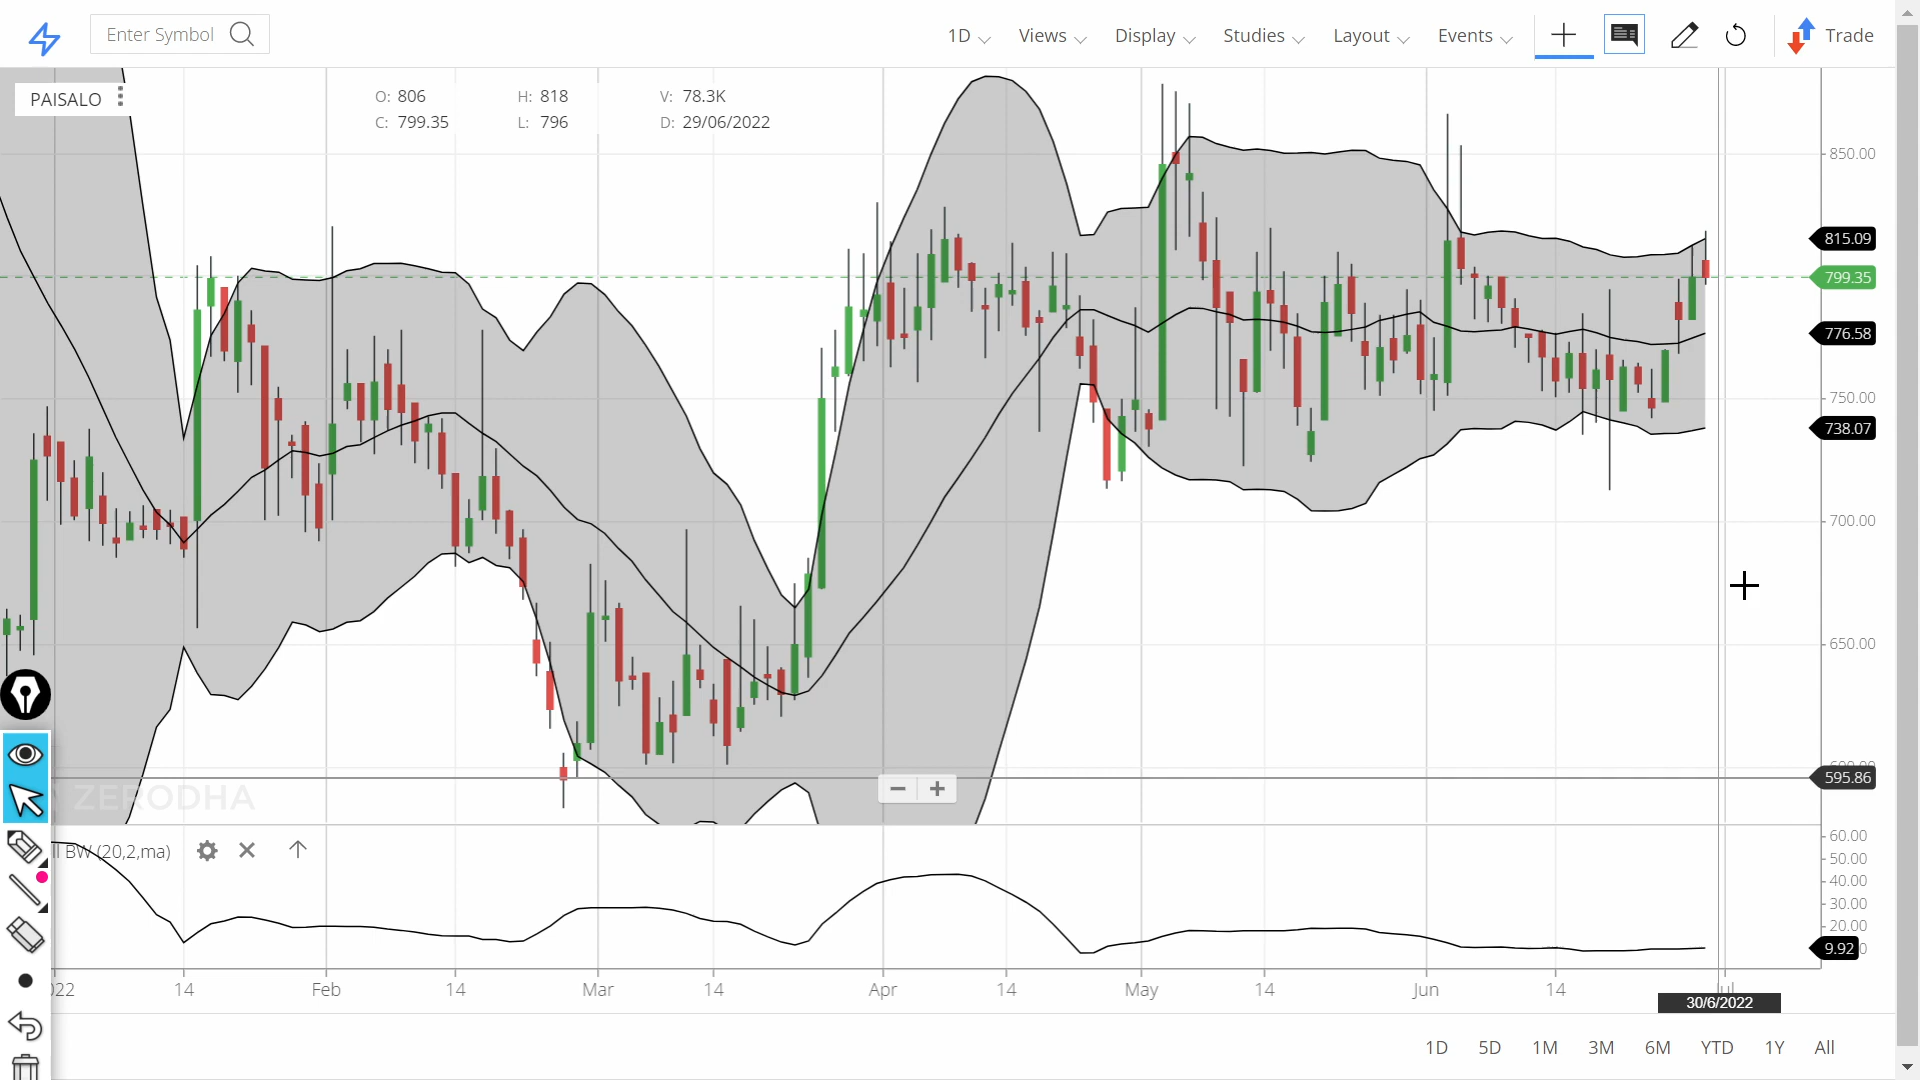 Enter Symbol
1D
Views
Display
Studies
Layout
Events
Trade
PAISALO
O: 806
H: 818
V: 78.3K
C: 799.35
L: 796
D: 29/06/2022
850.00
815.09
799.35
776.58
750.00
738.07
700.00
650.00
595.86
ZERODHA
BW (20,2,ma)
60.00
50.00
40.00
30.00
20.00
9.92
14
Feb
14
Mar
14
Apr
14
May
14
Jun
14
30/6/2022
1D
5D
1M
3M
6M
YTD
1Y
All